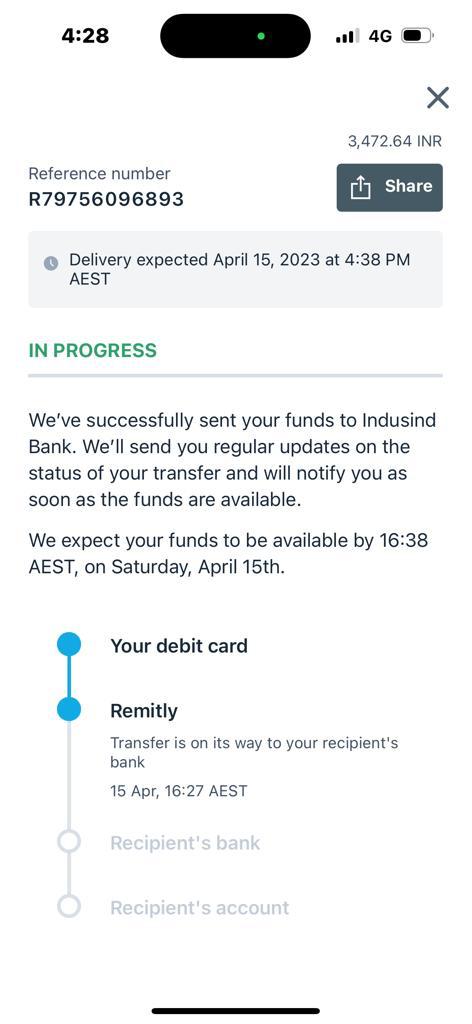 4:28
4G
3,472.64 INR
Reference number
R79756096893
Share
Delivery expected April 15, 2023 at 4:38 PM
AEST
IN PROGRESS
We’ve successfully sent your funds to Indusind
Bank. We’ll send you regular updates on the
status of your transfer and will notify you as
soon as the funds are available.
We expect your funds to be available by 16:38
AEST, on Saturday, April 15th.
Your debit card
Remitly
Transfer is on its way to your recipient's
bank
15 Apr, 16:27 AEST
Recipient's bank
Recipient's account